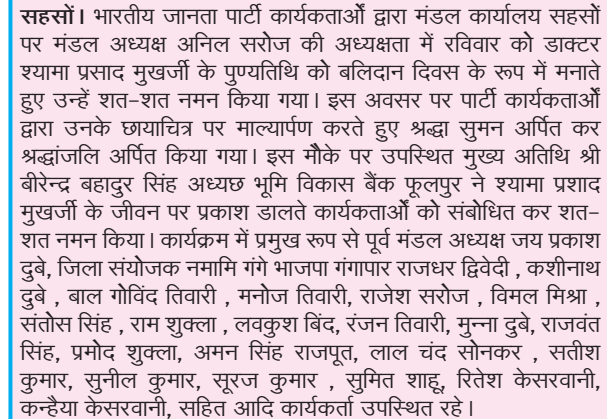 सहसों। भारतीय जानता पार्टी कार्यकताओं द्वारा मंडल कार्यालय सहसों
पर मंडल अध्यक्ष अनिल सरोज की अध्यक्षता में रविवार को डाक्टर
श्यामा प्रसाद मुखर्जी के पुण्यतिथि को बलिदान दिवस के रूप में मनाते
हुए उन्हें शत-शत नमन किया गया। इस अवसर पर पार्टी कार्यकताओं
द्वारा उनके छायाचित्र पर माल्यार्पण करते हुए श्रद्धा सुमन अर्पित कर
श्रद्धांजलि अर्पित किया गया। इस मौके पर उपस्थित मुख्य अतिथि श्री
बीरेन्द्र बहादुर सिंह अध्यछ भूमि विकास बैंक फूलपुर ने श्यामा प्रशाद
मुखर्जी के जीवन पर प्रकाश डालते कार्यकताओं को संबोधित कर शत-
शत नमन किया। कार्यक्रम में प्रमुख रूप से पूर्व मंडल अध्यक्ष जय प्रकाश
दुबे, जिला संयोजक नमामि गंगे भाजपा गंगापार राजधर द्विवेदी , कशीनाथ
दुबे , बाल गोविंद तिवारी , मनोज तिवारी, राजेश सरोज , विमल मिश्रा ,
संतोस सिंह , राम शुक्ला , लवकुश बिंद, रंजन तिवारी, मुन्ना दुबे, राजवंत
सिंह, प्रमोद शुक्ला, अमन सिंह राजपूत, लाल चंद सोनकर , सतीश
कुमार, सुनील कुमार, सूरज कुमार , सुमित शाहू, रितेश केसरवानी,
कन्हैया केसरवानी, सहित आदि कार्यकर्ता उपस्थित रहे।